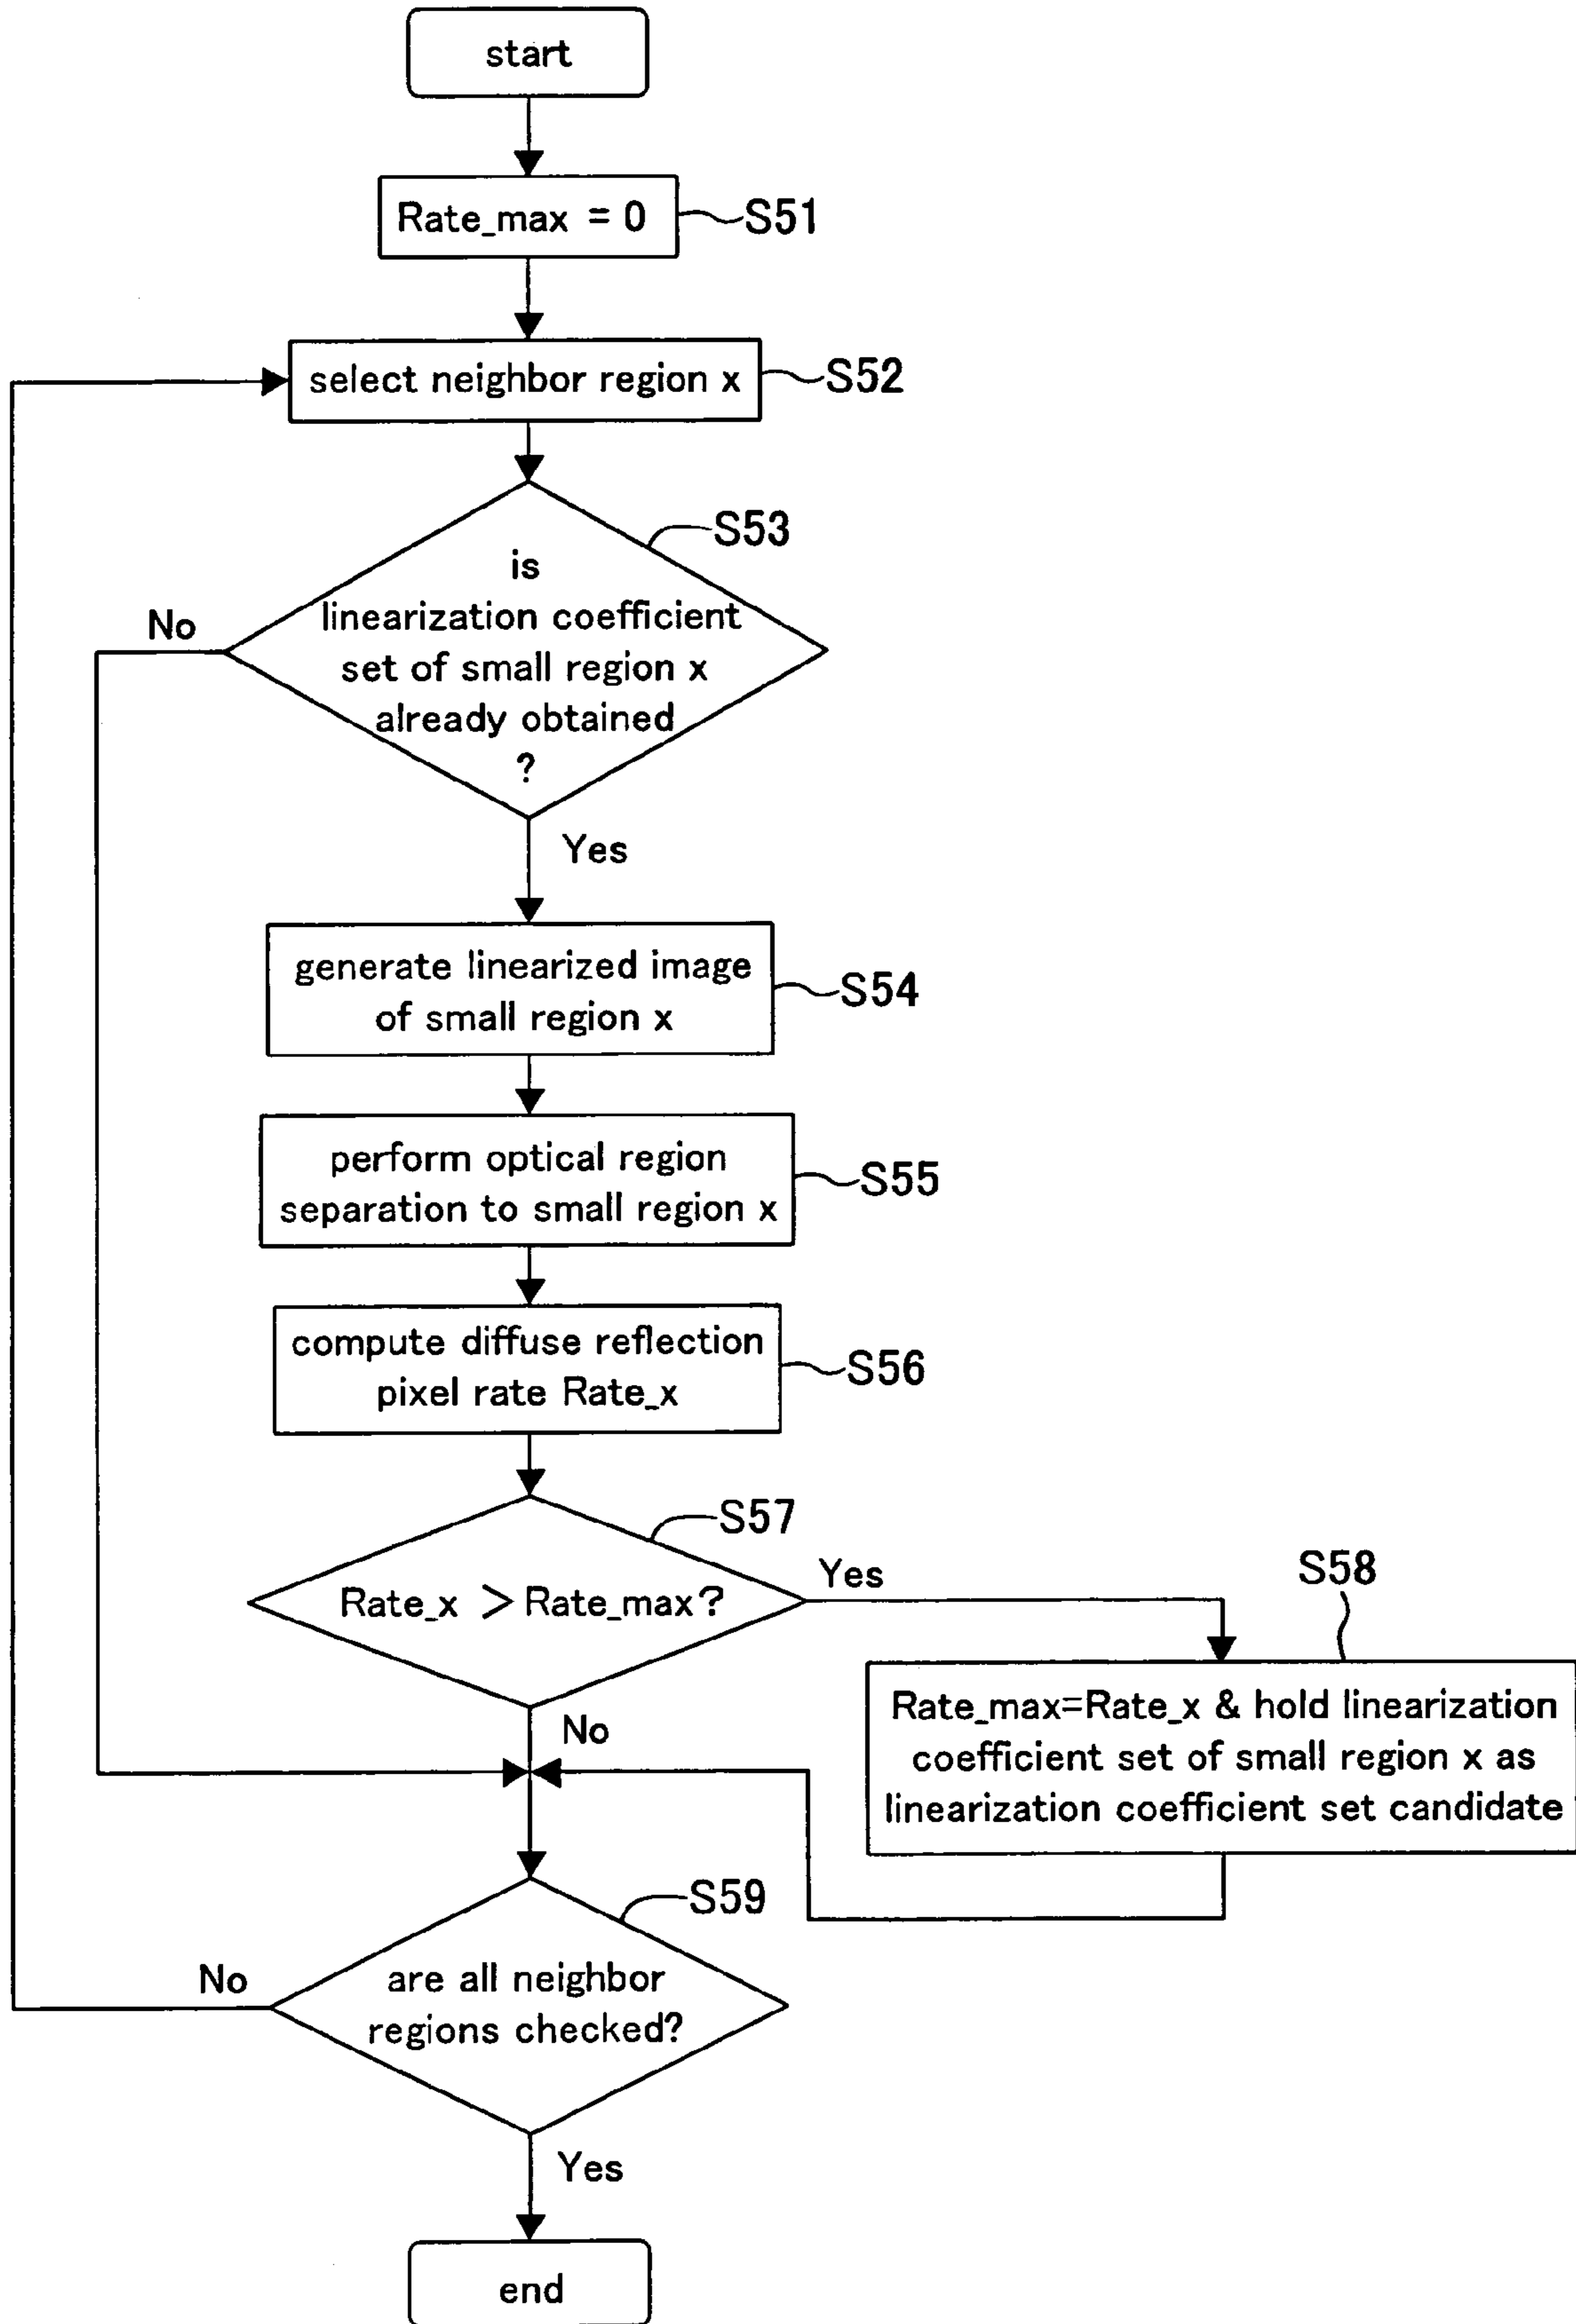 start
Rate_max = 0
S51
select neighbor region x
S52
S53
is
linearization coefficient
set of small region x
already obtained
?
No
Yes
generate linearized image
of small region x
S54
perform optical region
separation to small region x
S55
compute diffuse reflection
pixel rate Rate_x
S56
S57
Rate_x > Rate_max?
Yes
No
S58
Rate_max=Rate_x & hold linearization
coefficient set of small region x as
linearization coefficient set candidate
S59
are all neighbor
regions checked?
No
Yes
end